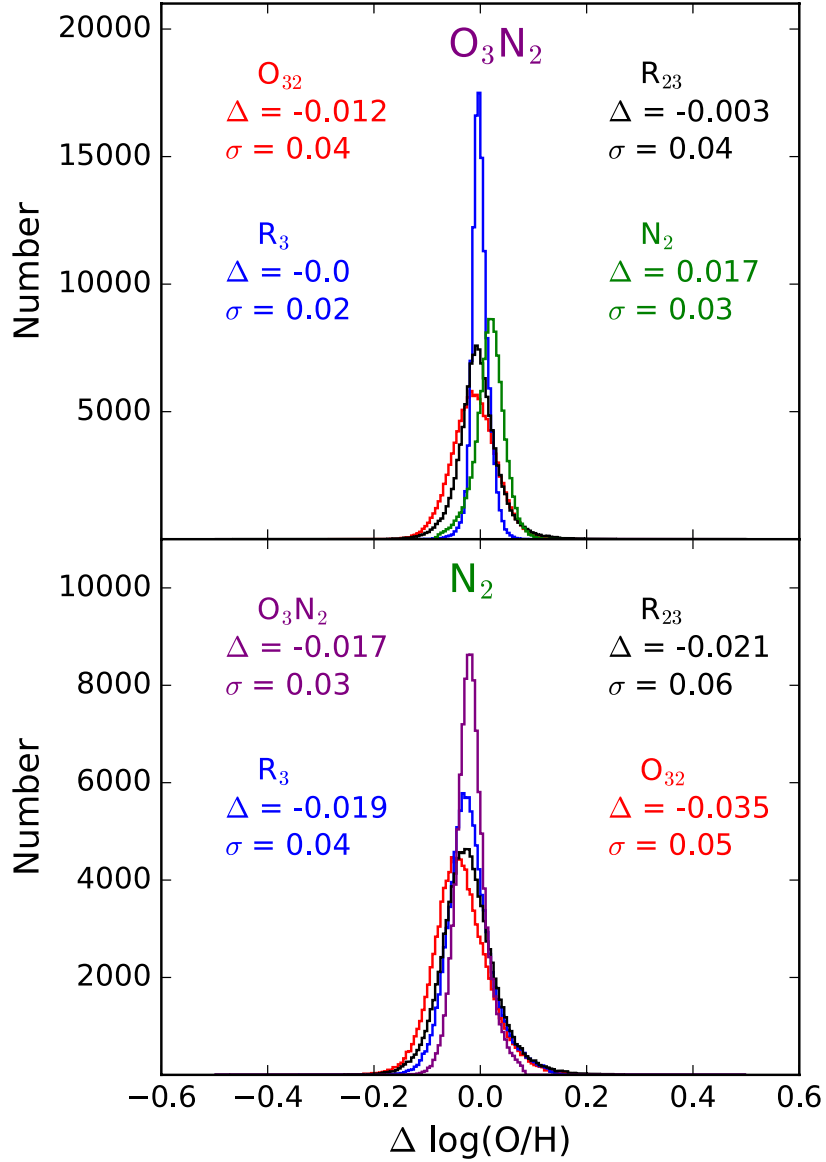 O₃N₂
O₃₂
Δ = -0.012
σ = 0.04
R₂₃
Δ = -0.003
σ = 0.04
R₃
Δ = -0.0
σ = 0.02
N₂
Δ = 0.017
σ = 0.03
20000
15000
10000
5000
Number
N₂
O₃N₂
Δ = -0.017
σ = 0.03
R₂₃
Δ = -0.021
σ = 0.06
R₃
Δ = -0.019
σ = 0.04
O₃₂
Δ = -0.035
σ = 0.05
10000
8000
6000
4000
2000
Number
−0.6 −0.4 −0.2 0.0 0.2 0.4 0.6
Δ log(O/H)